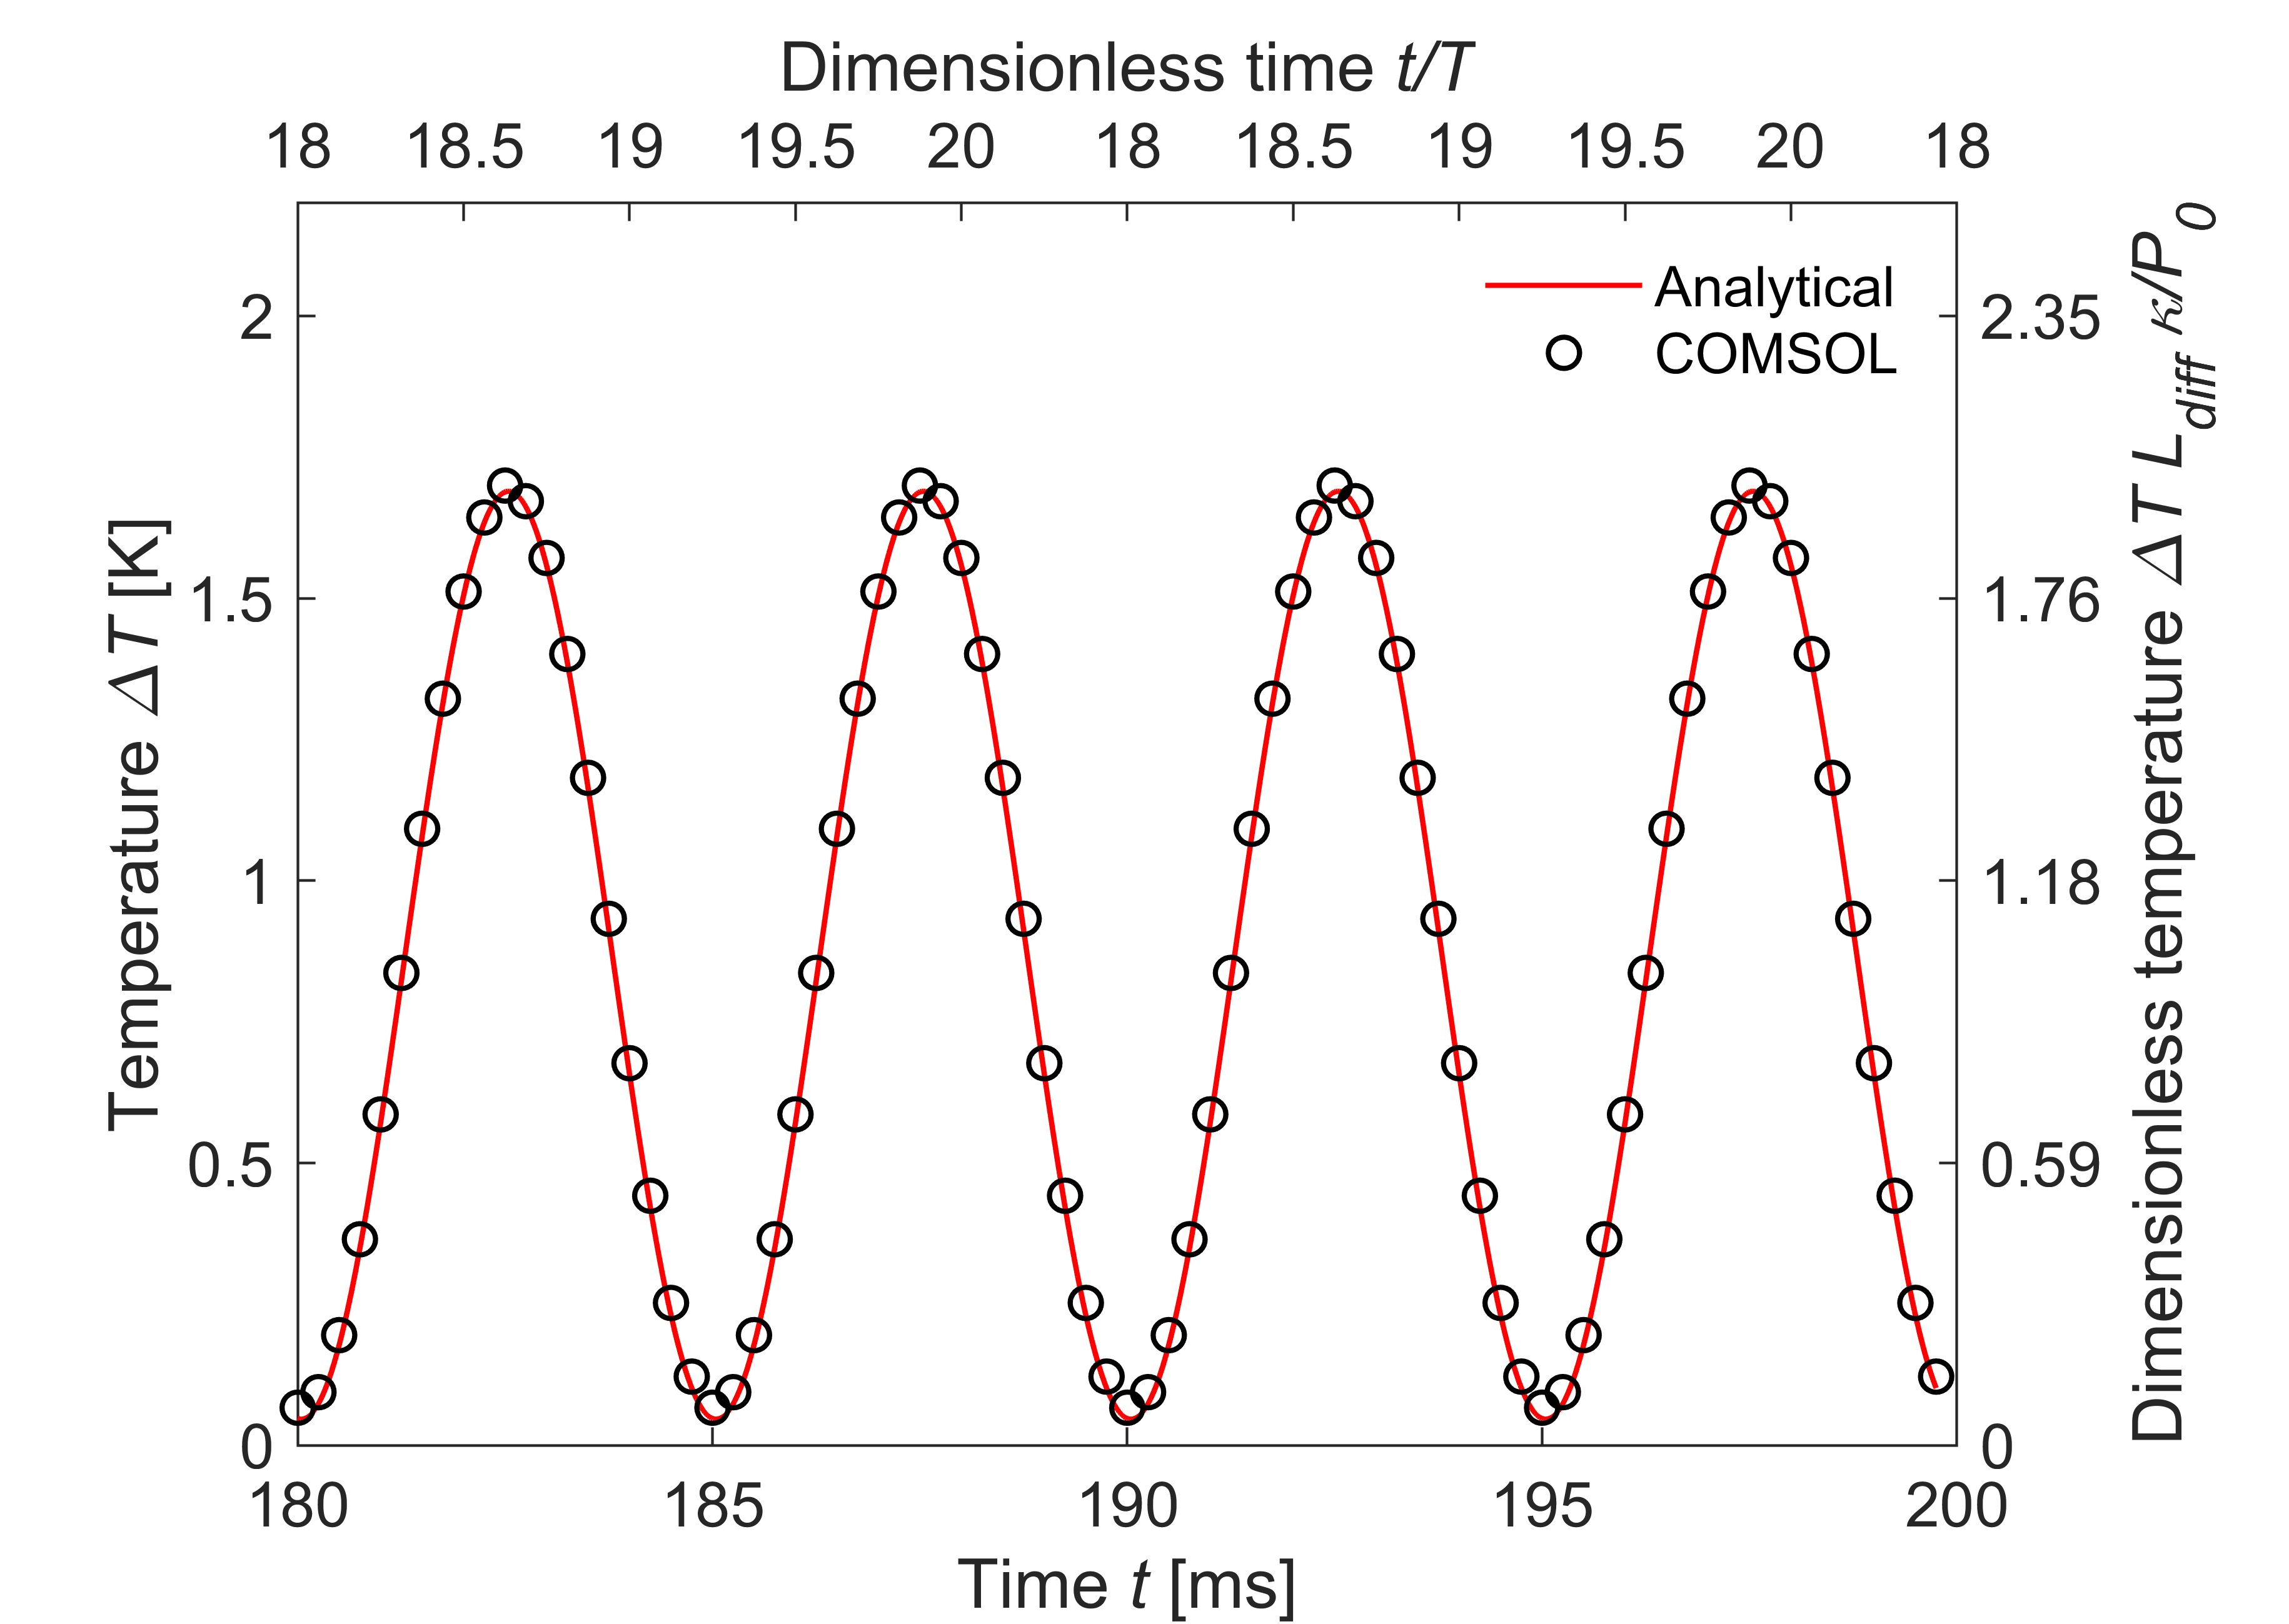 Dimensionless time t/T
18 18.5 19 19.5 20 18 18.5 19 19.5 20 18
Analytical
COMSOL
2
1.5
1
0.5
0
Temperature ΔT [K]
2.35
1.76
1.18
0.59
0
Dimensionless temperature ΔT L_diff κ/P_0
180 185 190 195 200
Time t [ms]